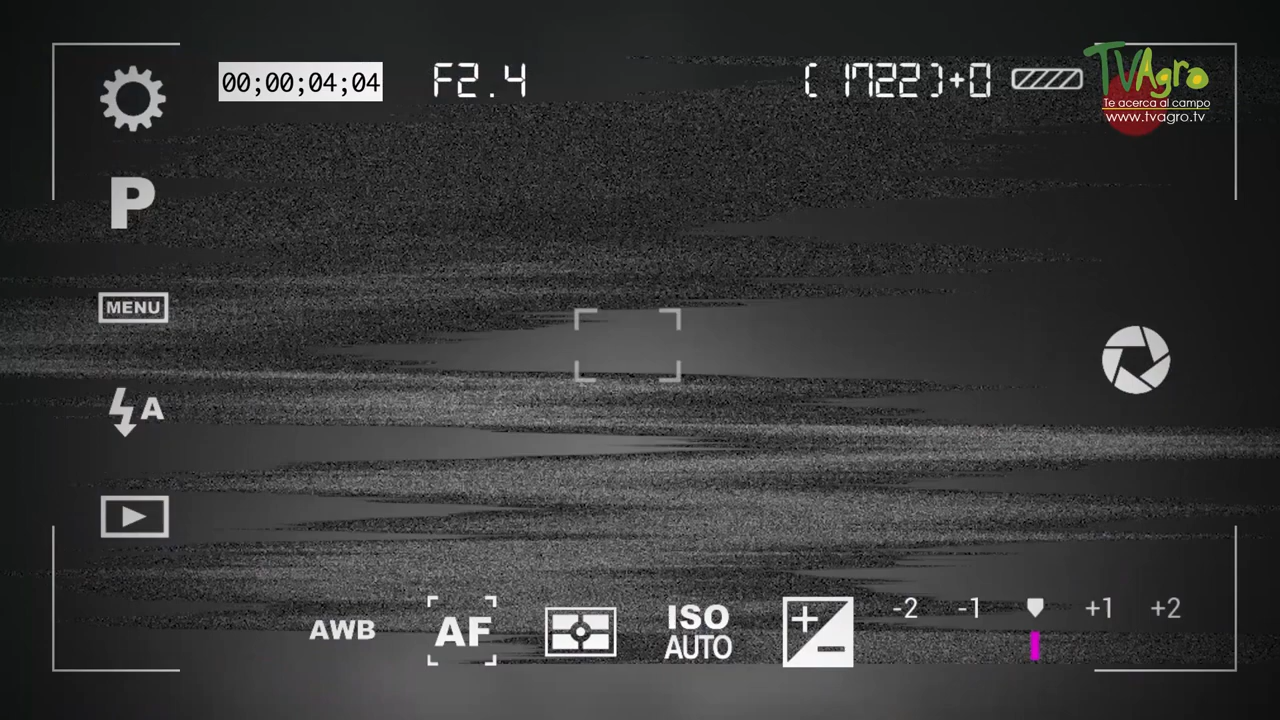 00;00;04;04
F2.4
(1722)+0
TVAgro
Te acerca al campo
www.tvagro.tv
P
MENU
A
AWB
AF
ISO
AUTO
-2 -1 +1 +2